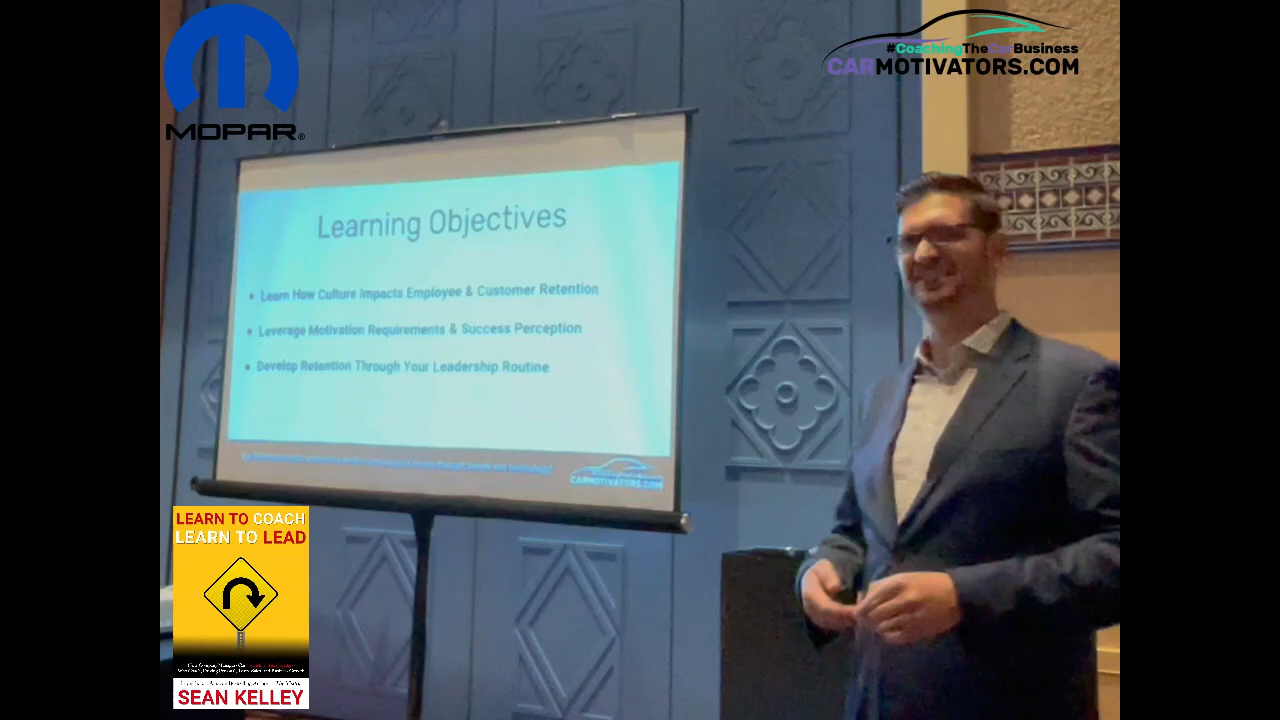 MOPAR®
#CoachingTheCarBusiness
CARMOTIVATORS.COM
Learning Objectives
• Learn How Culture Impacts Employee & Customer Retention
• Leverage Motivation Requirements & Success Perception
• Develop Retention Through Your Leadership Routine
CARMOTIVATORS.COM
LEARN TO COACH
LEARN TO LEAD
SEAN KELLEY